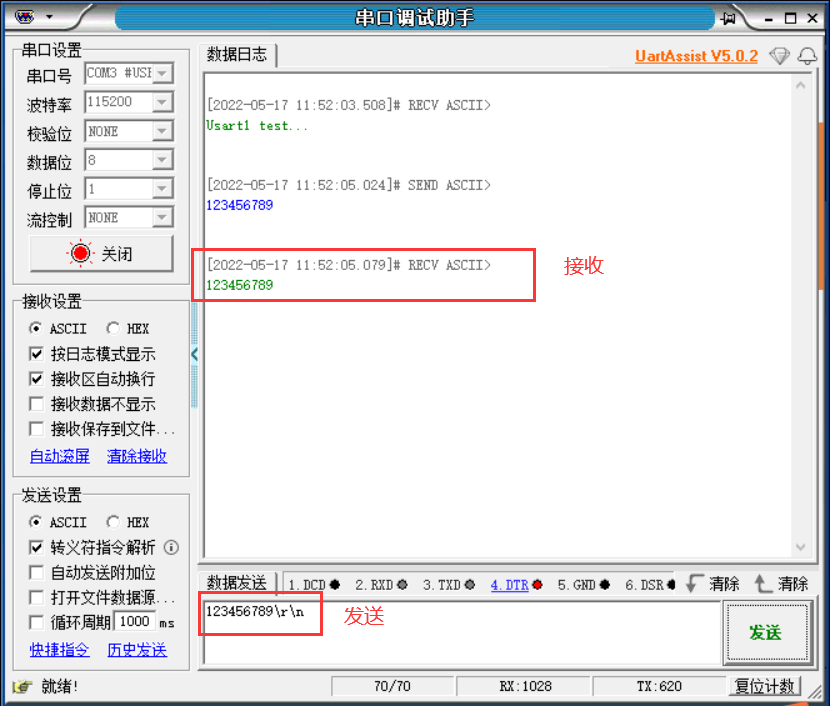 串口调试助手
串口设置
串口号 COM3 #USE
波特率 115200
校验位 NONE
数据位 8
停止位 1
流控制 NONE
关闭
接收设置
ASCII HEX
按日志模式显示
接收区自动换行
接收数据不显示
接收保存到文件...
自动滚屏 清除接收
发送设置
ASCII HEX
转义符指令解析
自动发送附加位
打开文件数据源...
循环周期 1000 ms
快捷指令 历史发送
数据日志
UartAssist V5.0.2
[2022-05-17 11:52:03.508]# RECV ASCII>
Usart1 test...
[2022-05-17 11:52:05.024]# SEND ASCII>
123456789
[2022-05-17 11:52:05.079]# RECV ASCII>
123456789
接收
数据发送 1.DCD 2.RXD 3.TXD 4.DTR 5.GND 6.DSR 清除 清除
123456789\r\n
发送
发送
就绪! 70/70 RX:1028 TX:620 复位计数